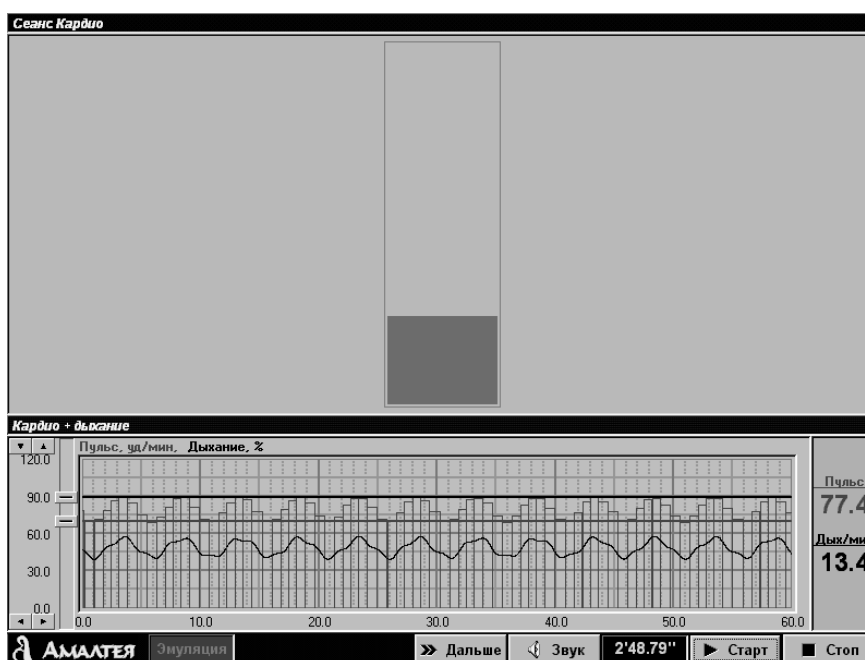 Сеанс Кардио
Кардио + дыхание
Пульс, уд/мин, Дыхание, %
120.0
90.0
60.0
30.0
0.0
0.0 10.0 20.0 30.0 40.0 50.0 60.0
Пульс
77.4
Дых/ми
13.4
АМАЛТЕЯ Эмуляция Дальше Звук 2'48.79" Старт Стоп